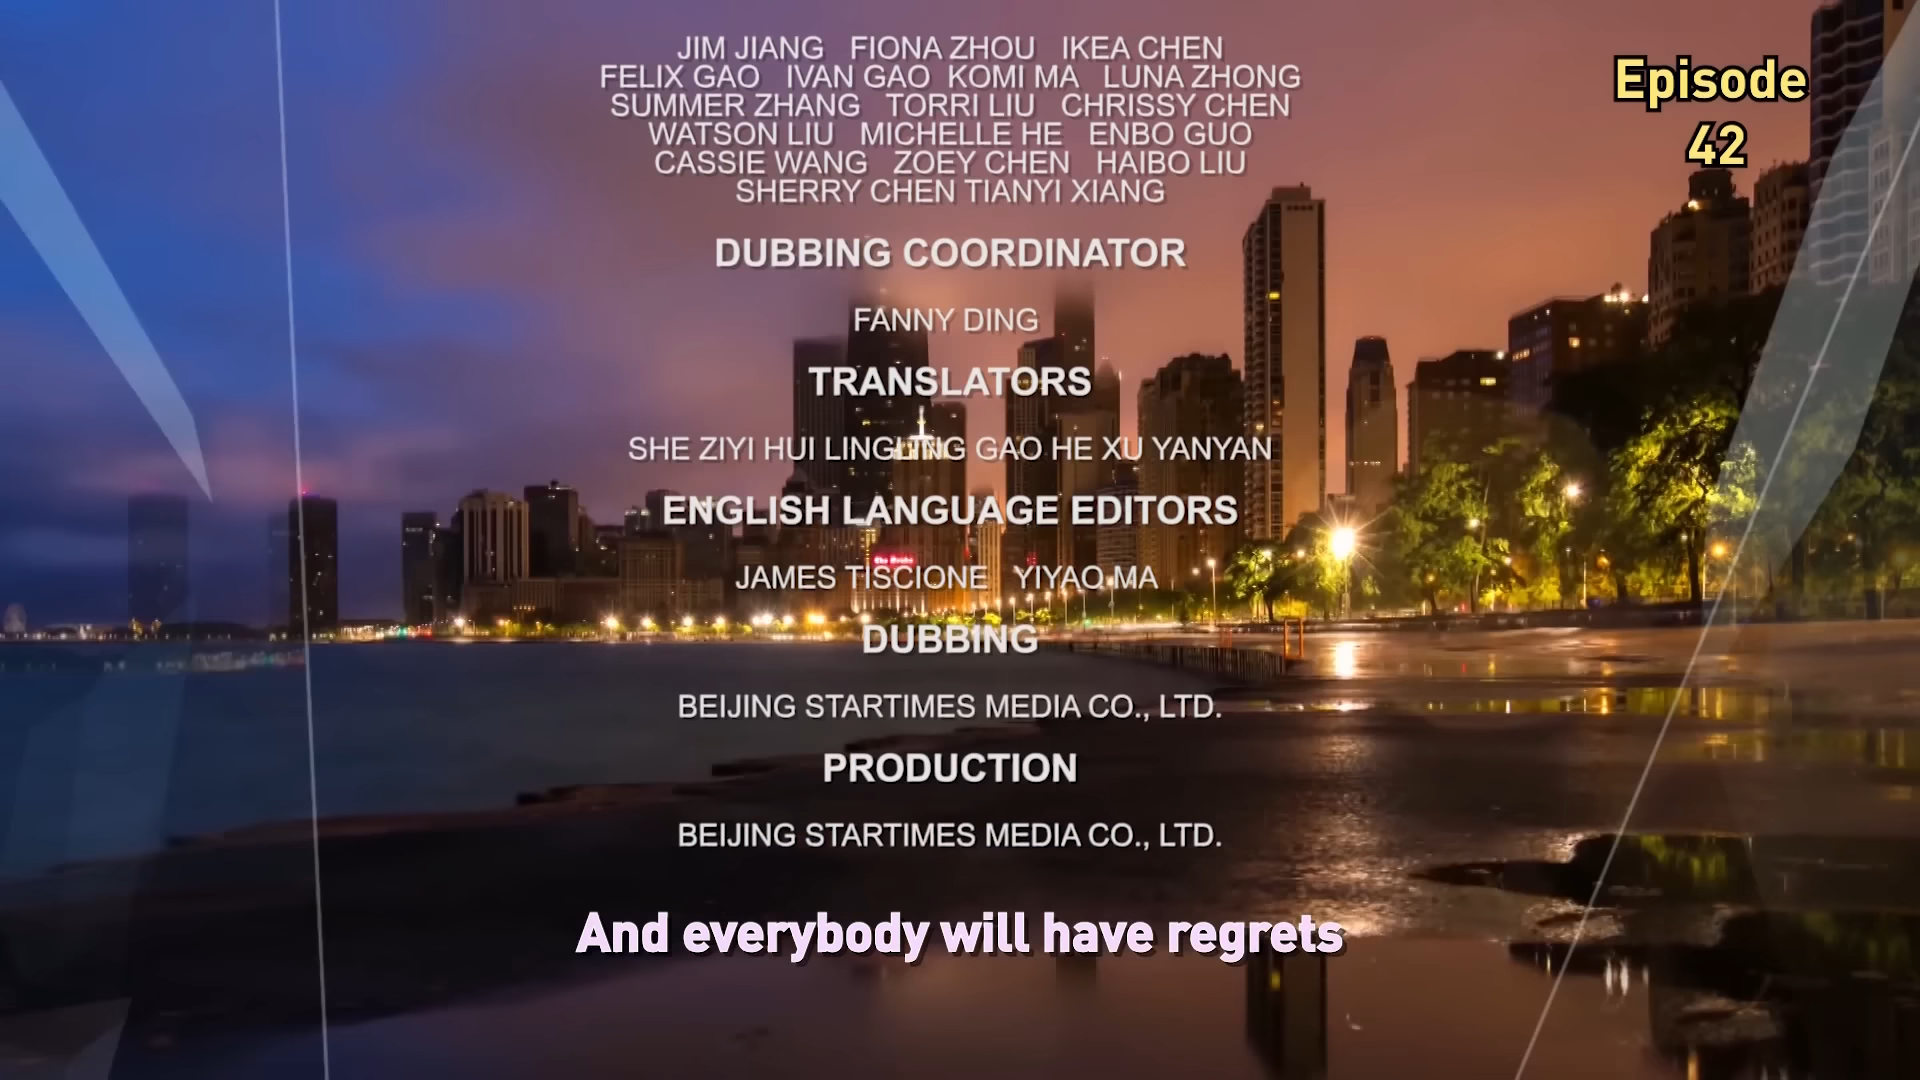 JIM JIANG FIONA ZHOU IKEA CHEN
FELIX GAO IVAN GAO KOMI MA LUNA ZHONG
SUMMER ZHANG TORRI LIU CHRISSY CHEN
WATSON LIU MICHELLE HE ENBO GUO
CASSIE WANG ZOEY CHEN HAIBO LIU
SHERRY CHEN TIANYI XIANG
Episode
42
DUBBING COORDINATOR
FANNY DING
TRANSLATORS
SHE ZIYI HUI LINGLING GAO HE XU YANYAN
ENGLISH LANGUAGE EDITORS
JAMES TISCIONE YIYAO MA
DUBBING
BEIJING STARTIMES MEDIA CO., LTD.
PRODUCTION
BEIJING STARTIMES MEDIA CO., LTD.
And everybody will have regrets